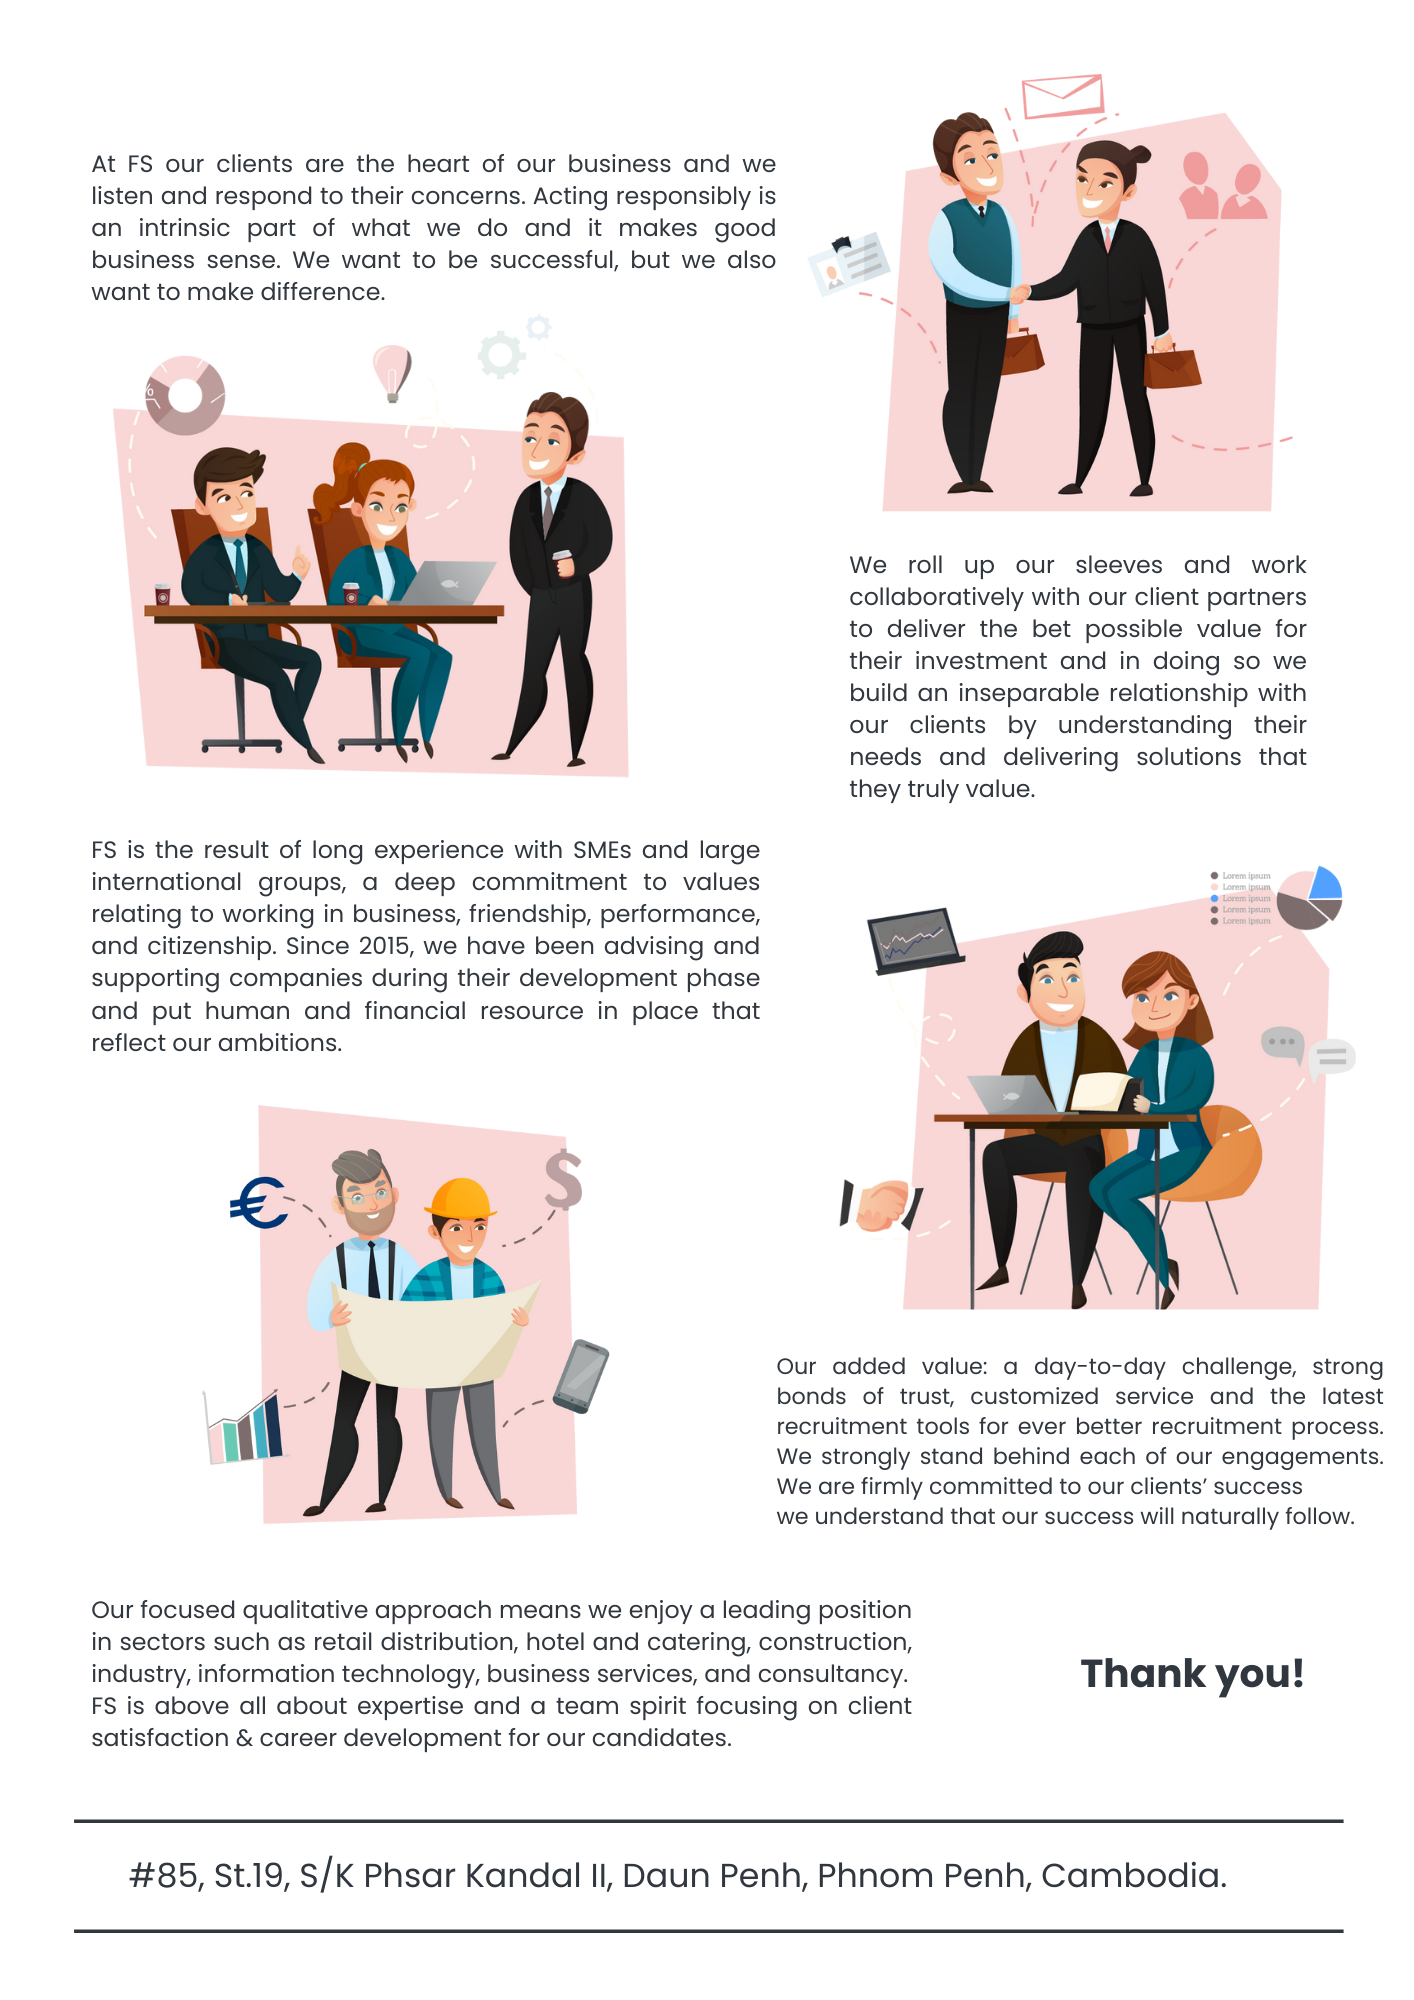 At FS our clients are the heart of our business and we
listen and respond to their concerns. Acting responsibly is
an intrinsic part of what we do and it makes good
business sense. We want to be successful, but we also
want to make difference.
We roll up our sleeves and work
collaboratively with our client partners
to deliver the bet possible value for
their investment and in doing so we
build an inseparable relationship with
our clients by understanding their
needs and delivering solutions that
they truly value.
FS is the result of long experience with SMEs and large
international groups, a deep commitment to values
relating to working in business, friendship, performance,
and citizenship. Since 2015, we have been advising and
supporting companies during their development phase
and put human and financial resource in place that
reflect our ambitions.
Lorem ipsum
Lorem ipsum
Lorem ipsum
Lorem ipsum
Lorem ipsum
€
$
Our added value: a day-to-day challenge, strong
bonds of trust, customized service and the latest
recruitment tools for ever better recruitment process.
We strongly stand behind each of our engagements.
We are firmly committed to our clients’ success
we understand that our success will naturally follow.
Our focused qualitative approach means we enjoy a leading position
in sectors such as retail distribution, hotel and catering, construction,
industry, information technology, business services, and consultancy.
FS is above all about expertise and a team spirit focusing on client
satisfaction & career development for our candidates.
Thank you!
#85, St.19, S/K Phsar Kandal II, Daun Penh, Phnom Penh, Cambodia.